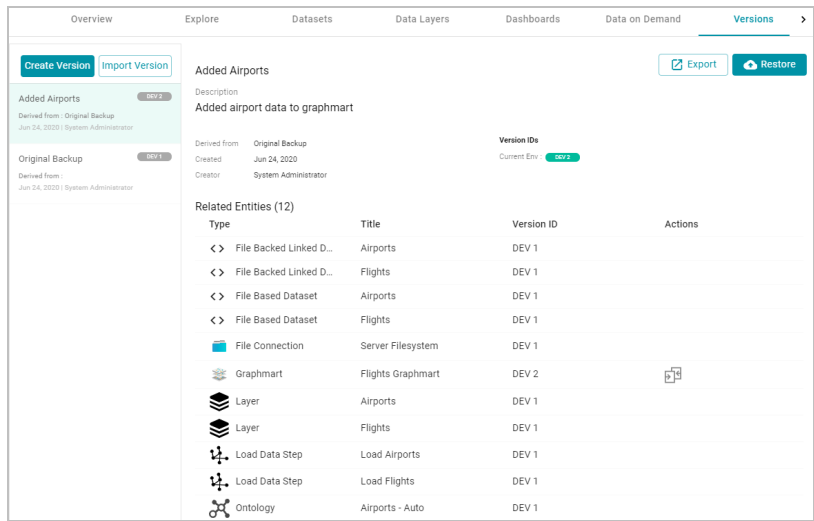 Overview Explore Datasets Data Layers Dashboards Data on Demand Versions
Create Version Import Version
Added Airports DEV 2
Derived from : Original Backup
Jun 24, 2020 | System Administrator
Original Backup DEV 1
Derived from :
Jun 24, 2020 | System Administrator
Added Airports Export Restore
Description
Added airport data to graphmart
Derived from Original Backup
Created Jun 24, 2020
Creator System Administrator
Version IDs
Current Env : DEV 2
Related Entities (12)
Type Title Version ID Actions
File Backed Linked D... Airports DEV 1
File Backed Linked D... Flights DEV 1
File Based Dataset Airports DEV 1
File Based Dataset Flights DEV 1
File Connection Server Filesystem DEV 1
Graphmart Flights Graphmart DEV 2
Layer Airports DEV 1
Layer Flights DEV 1
Load Data Step Load Airports DEV 1
Load Data Step Load Flights DEV 1
Ontology Airports - Auto DEV 1